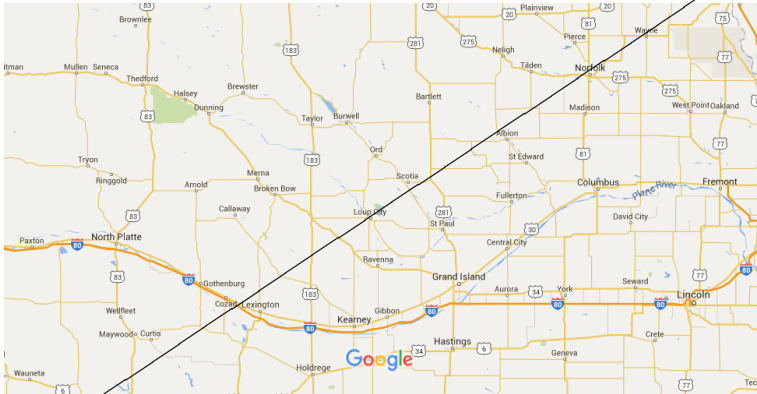 83
20
20
81
Plainview
Brownlee
Wayne
75
183
281
275
Pierce
Neligh
77
Mullen
Seneca
Thedford
Tilden
Norfolk
275
Halsey
Brewster
Bartlett
Dunning
Madison
West Point
Oakland
83
Taylor
Burwell
Albion
77
Tryon
183
Ord
St Edward
81
Ringgold
Merna
Scotia
Columbus
Fremont
Arnold
Broken Bow
Fullerton
Platte River
83
Callaway
Loup City
281
St Paul
David City
30
Paxton
80
North Platte
Central City
Ravenna
80
83
80
Gothenburg
Grand Island
77
183
34
Aurora
York
Seward
Lincoln
Cozad
Lexington
80
80
Wellfleet
Gibbon
80
Kearney
80
Maywood
Curtis
Crete
Hastings
6
Geneva
34
Google
Holdrege
Wauneta
6
77